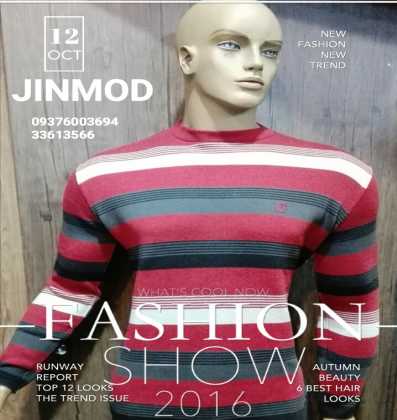 12
OCT
NEW
FASHION
NEW
TREND
JINMOD
09376003694
33613566
WHAT'S COOL NOW
FASHION
SHOW
2016
RUNWAY
REPORT
TOP 12 LOOKS
THE TREND ISSUE
AUTUMN
BEAUTY
6 BEST HAIR
LOOKS